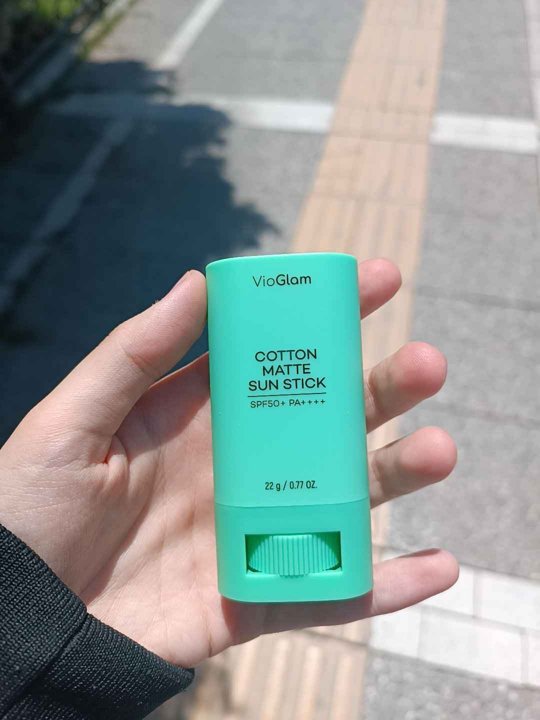 VioGlam
COTTON
MATTE
SUN STICK
SPF50+ PA++++
22 g / 0.77 OZ.